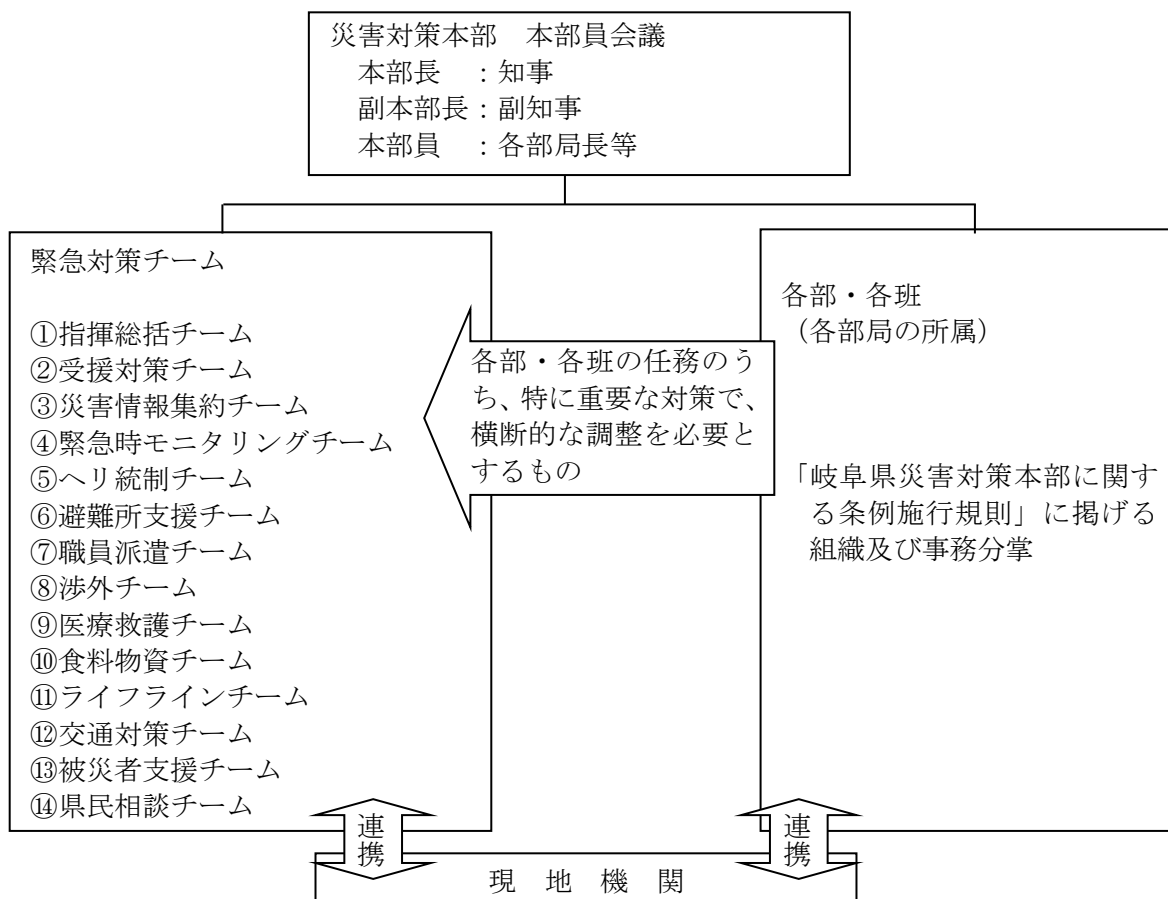 災害対策本部　本部員会議
本部長　：知事
副本部長：副知事
本部員　：各部局長等
緊急対策チーム
①指揮総括チーム
②受援対策チーム
③災害情報集約チーム
④緊急時モニタリングチーム
⑤ヘリ統制チーム
⑥避難所支援チーム
⑦職員派遣チーム
⑧渉外チーム
⑨医療救護チーム
⑩食料物資チーム
⑪ライフラインチーム
⑫交通対策チーム
⑬被災者支援チーム
⑭県民相談チーム
各部・各班の任務のう
ち、特に重要な対策で、
横断的な調整を必要と
するもの
各部・各班
（各部局の所属）
「岐阜県災害対策本部に関す
る条例施行規則」に掲げる
組織及び事務分掌
連携
連携
現　地　機　関